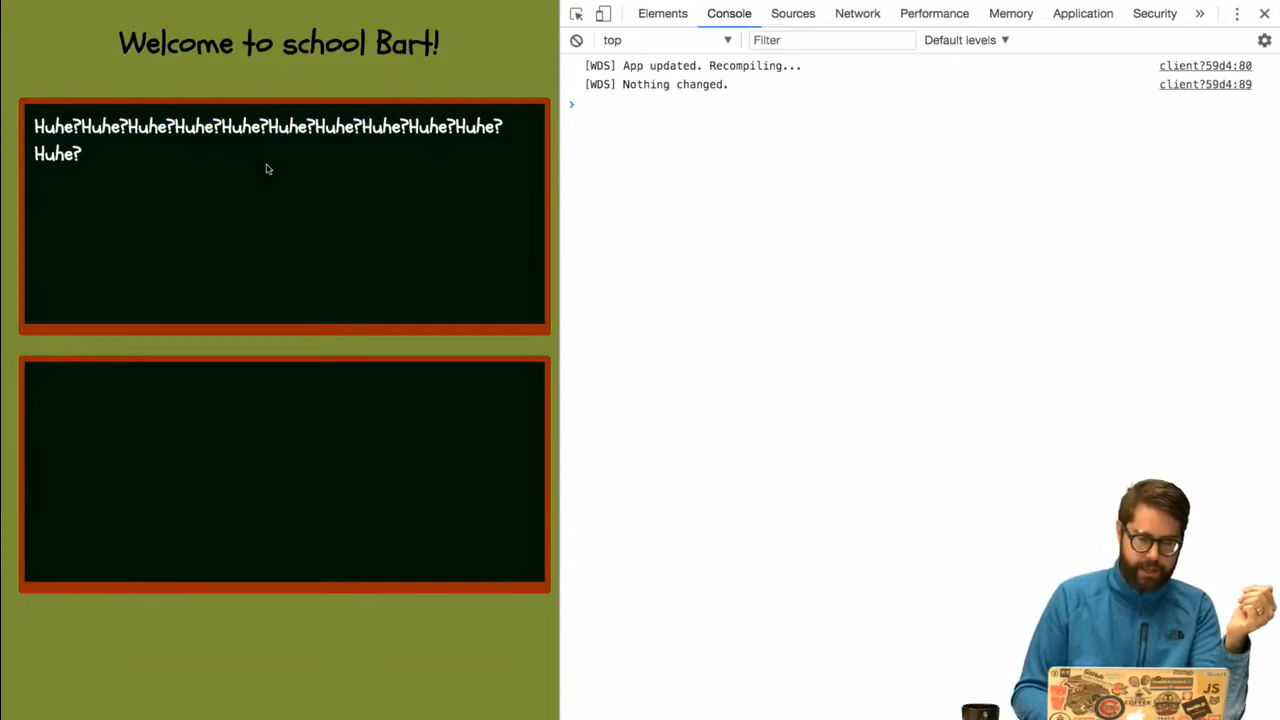 Welcome to school Bart!
Huhe?Huhe?Huhe?Huhe?Huhe?Huhe?Huhe?Huhe?Huhe?Huhe?
Huhe?
Elements Console Sources Network Performance Memory Application Security »
top Filter Default levels
[WDS] App updated. Recompiling... client?59d4:80
[WDS] Nothing changed. client?59d4:89
GitHub
JS